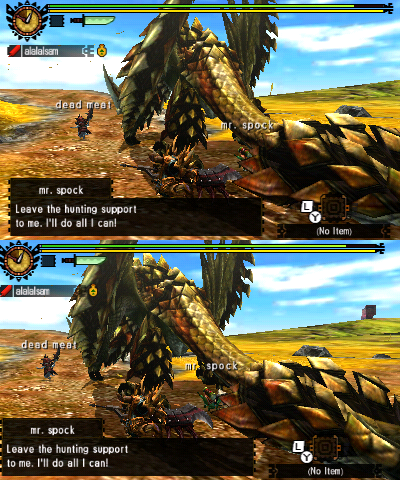 alalalsam
dead meat
mr. spock
mr. spock
Leave the hunting support
to me. I'll do all I can!
L
Y
(No Item)
alalalsam
dead meat
mr. spock
mr. spock
Leave the hunting support
to me. I'll do all I can!
L
Y
(No Item)